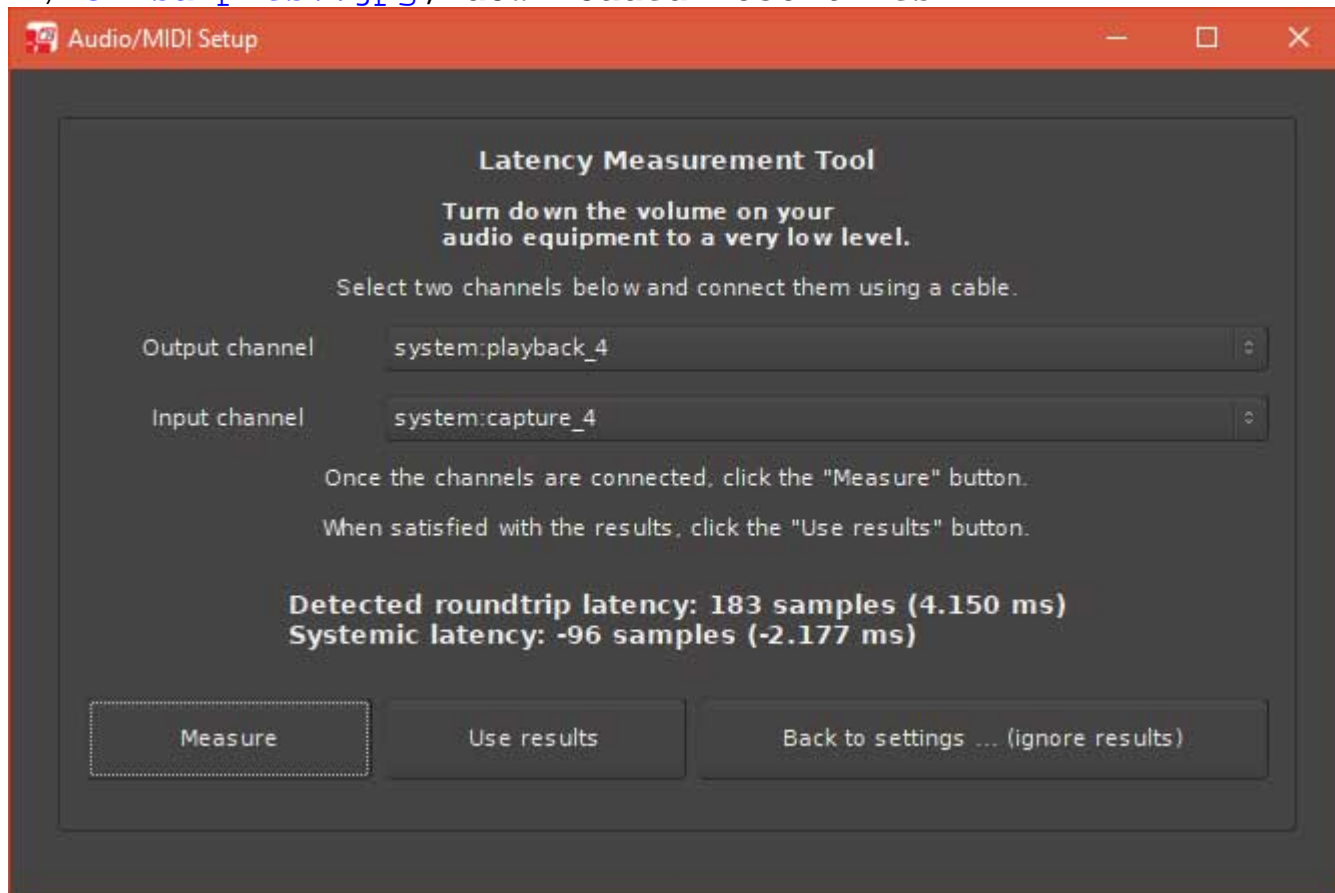 Audio/MIDI Setup
Latency Measurement Tool
Turn down the volume on your
audio equipment to a very low level.
Select two channels below and connect them using a cable.
Output channel system:playback_4
Input channel system:capture_4
Once the channels are connected, click the "Measure" button.
When satisfied with the results, click the "Use results" button.
Detected roundtrip latency: 183 samples (4.150 ms)
Systemic latency: -96 samples (-2.177 ms)
Measure Use results Back to settings ... (ignore results)